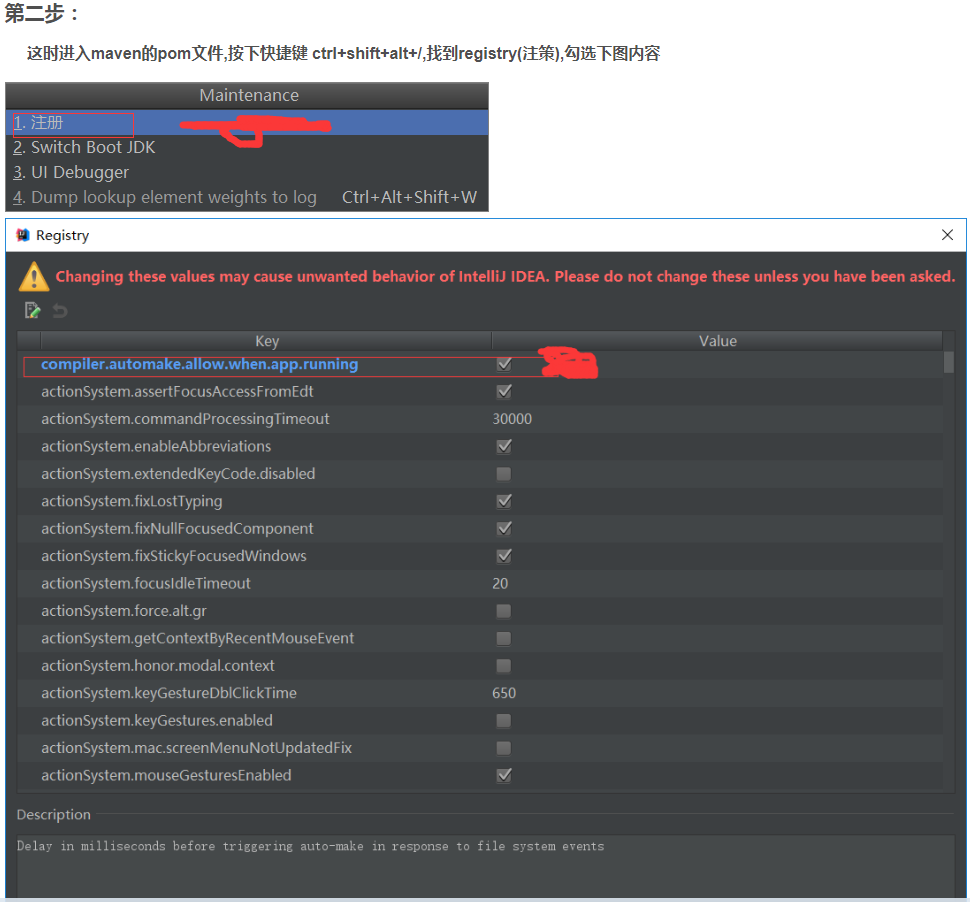 第二步：
这时进入maven的pom文件,按下快捷键 ctrl+shift+alt+/,找到registry(注策),勾选下图内容
Maintenance
1. 注册
2. Switch Boot JDK
3. UI Debugger
4. Dump lookup element weights to log Ctrl+Alt+Shift+W
Registry
Changing these values may cause unwanted behavior of IntelliJ IDEA. Please do not change these unless you have been asked.
Key Value
compiler.automake.allow.when.app.running
actionSystem.assertFocusAccessFromEdt
actionSystem.commandProcessingTimeout 30000
actionSystem.enableAbbreviations
actionSystem.extendedKeyCode.disabled
actionSystem.fixLostTyping
actionSystem.fixNullFocusedComponent
actionSystem.fixStickyFocusedWindows
actionSystem.focusIdleTimeout 20
actionSystem.force.alt.gr
actionSystem.getContextByRecentMouseEvent
actionSystem.honor.modal.context
actionSystem.keyGestureDblClickTime 650
actionSystem.keyGestures.enabled
actionSystem.mac.screenMenuNotUpdatedFix
actionSystem.mouseGesturesEnabled
Description
Delay in milliseconds before triggering auto-make in response to file system events